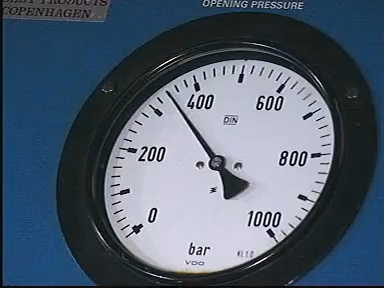 OPENING PRESSURE
COPENHAGEN
400
600
DIN
200
800
0
1000
bar
VDO
Kl.1,0